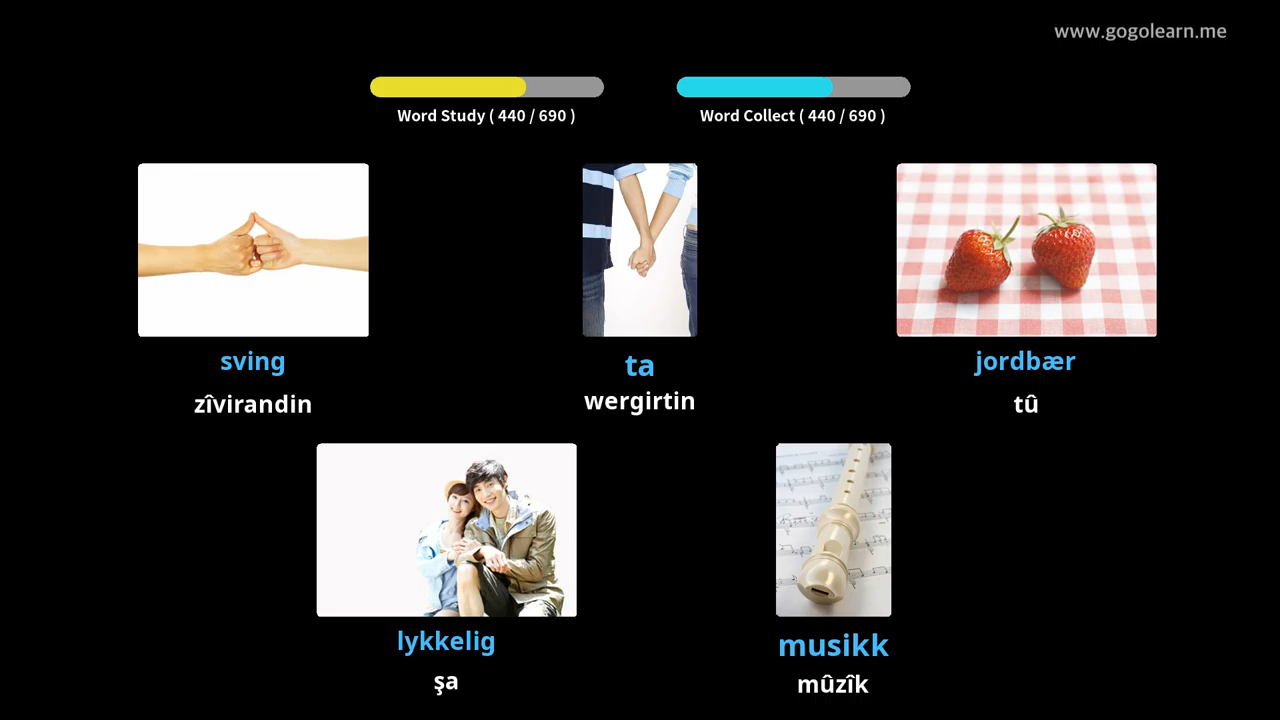 www.gogolearn.me
Word Study ( 440 / 690 )
Word Collect ( 440 / 690 )
sving
zîvirandin
ta
wergirtin
jordbær
tû
lykkelig
şa
musikk
mûzîk